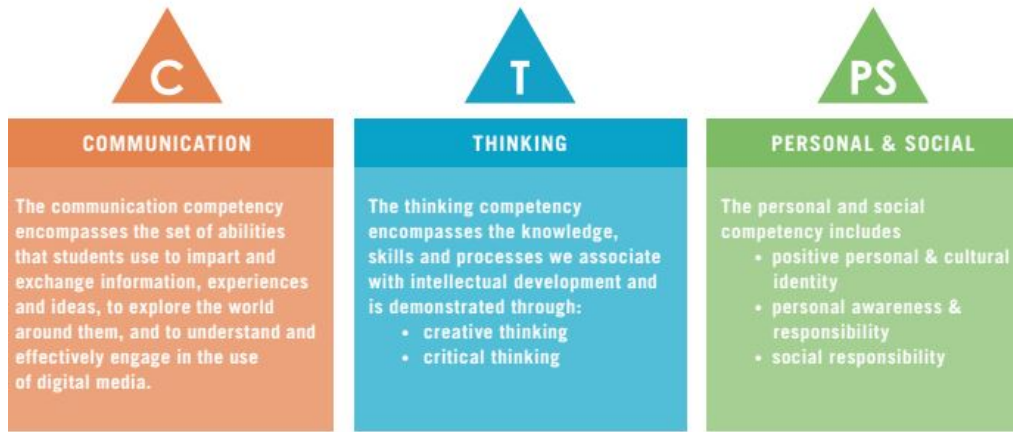 C
COMMUNICATION
The communication competency
encompasses the set of abilities
that students use to impart and
exchange information, experiences
and ideas, to explore the world
around them, and to understand and
effectively engage in the use
of digital media.
T
THINKING
The thinking competency
encompasses the knowledge,
skills and processes we associate
with intellectual development and
is demonstrated through:
• creative thinking
• critical thinking
PS
PERSONAL & SOCIAL
The personal and social
competency includes
• positive personal & cultural
identity
• personal awareness &
responsibility
• social responsibility